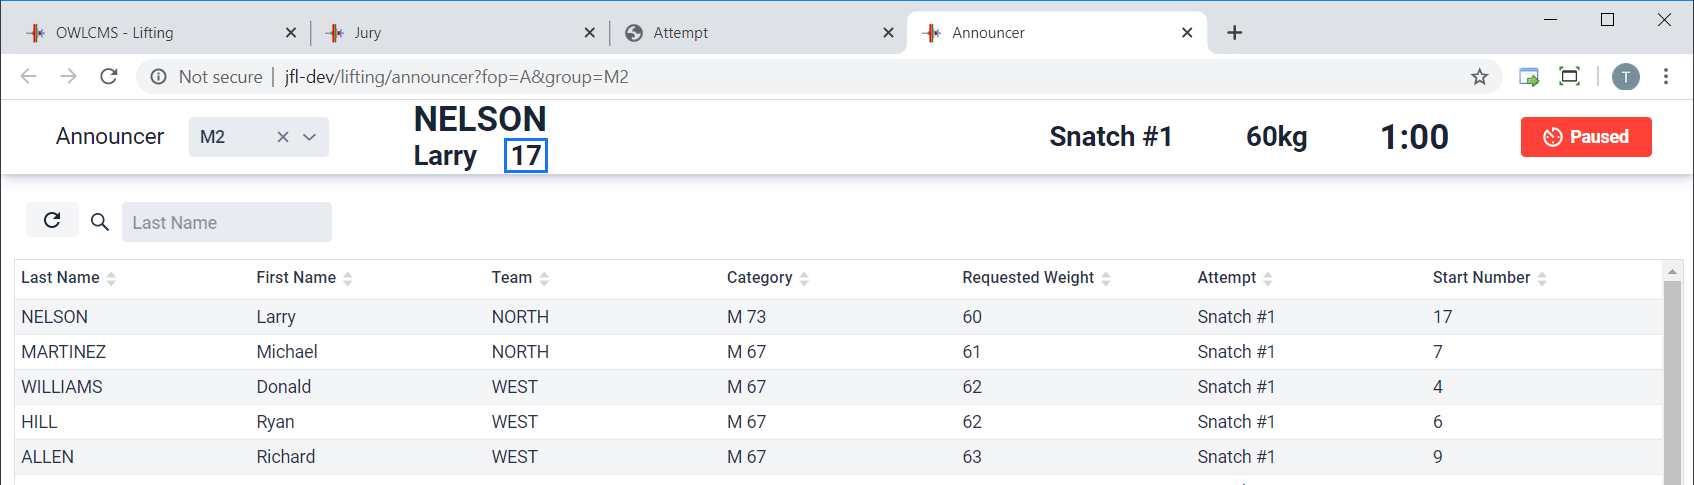 OWLCMS - Lifting
Jury
Attempt
Announcer
Not secure
jfl-dev/lifting/announcer?fop=A&group=M2
T
Announcer
M2
NELSON
Larry 17
Snatch #1
60kg
1:00
Paused
Last Name
Last Name First Name Team Category Requested Weight Attempt Start Number
NELSON Larry NORTH M 73 60 Snatch #1 17
MARTINEZ Michael NORTH M 67 61 Snatch #1 7
WILLIAMS Donald WEST M 67 62 Snatch #1 4
HILL Ryan WEST M 67 62 Snatch #1 6
ALLEN Richard WEST M 67 63 Snatch #1 9